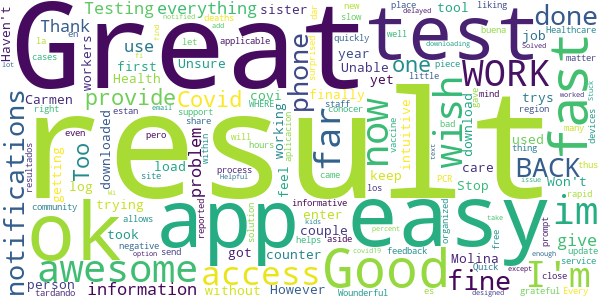 Great
test
result
easy
ok
app
awesome
Good
fast
far
Wish
WORK
BACK
done
im
I'm
fine
access
now
one
phone
Covid
provide
notifications
Too
Testing
everything
Thank
Haven't
use
workers
Health
Unsure
Carmen
first
sister
year
finally
Unable
yet
tool
job
trys
download
intuitive
used
care
Stop
Won't
give
enter
keep
couple
counter
Molina
got
without
However
information
person
took
trying
getting
log
load
downloaded
problem
working
feel
covi
new
slow
place
delayed
liking
Healthcare
quickly
surprised
little
mind
region
matter
devices
Stuck
downloading
piece
worked
Solved
many
thing
bad
vaccine
hours
support
share
process
site
allows
negative
option
send
Helpful
reported
within
came
helps
aside
covid19
feedback
informative
solution
Kids
Wounderful
organized
free
prompt
Quick
close
except
designed
take
enough
percent
grateful
Every
update
service
rapid
thus
issue
PCR
text
conocer
aplicacion
WHERE
email
notified
deaths
add
applicable
let
cases
right
even
pero
estan
resultados
community
tardando
buena
la
en
los
es
dar
lot
staff
will